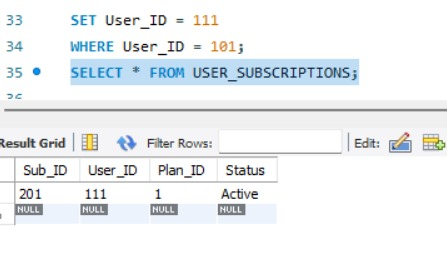 33 SET User_ID = 111
34 WHERE User_ID = 101;
35 SELECT * FROM USER_SUBSCRIPTIONS;
36
Result Grid Filter Rows: Edit:
Sub_ID User_ID Plan_ID Status
201 111 1 Active
NULL NULL NULL NULL